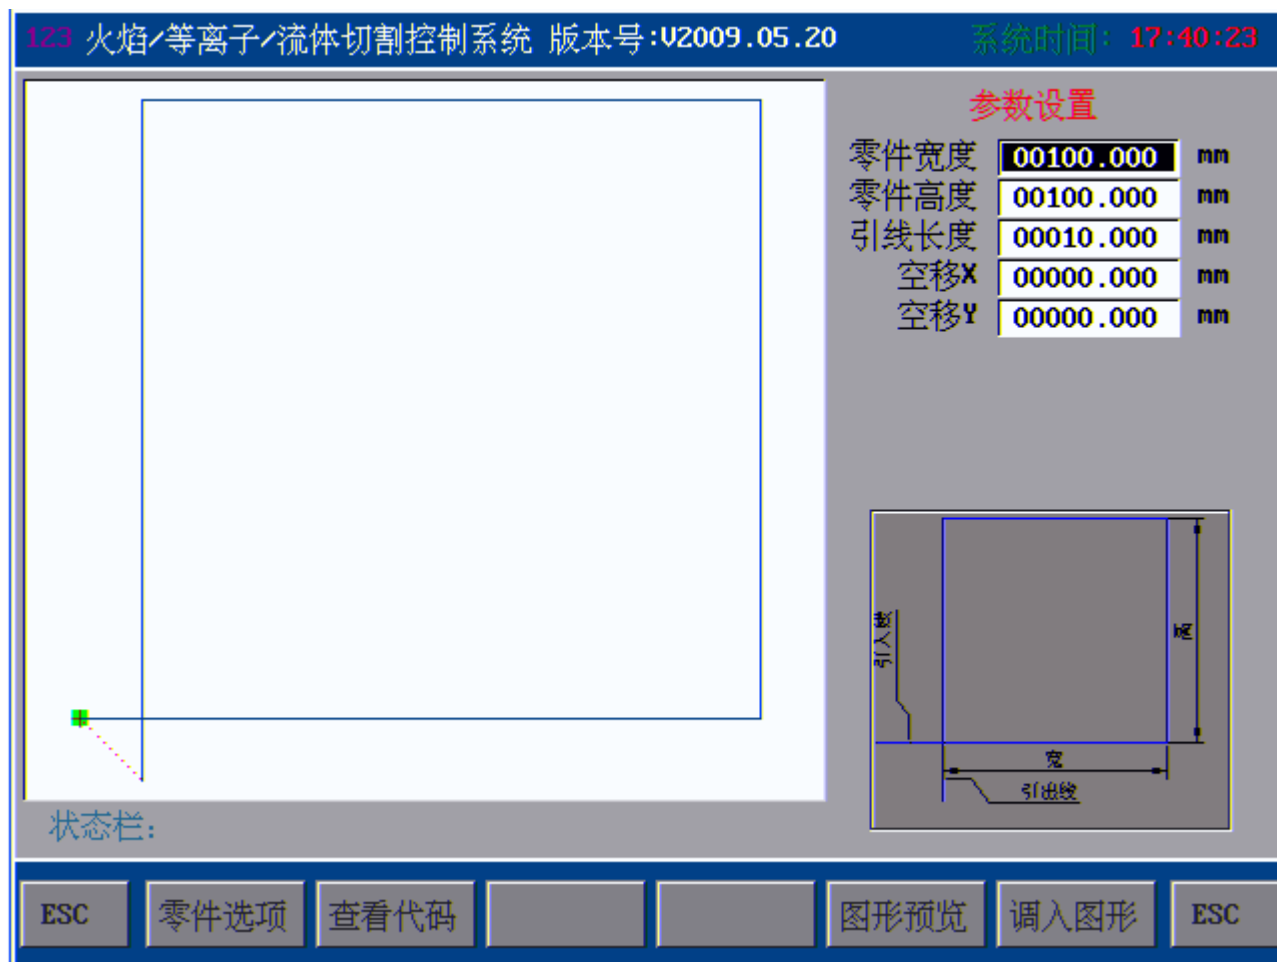 123 火焰/等离子/流体切割控制系统 版本号:V2009.05.20 系统时间: 17:40:23
参数设置
零件宽度 00100.000 mm
零件高度 00100.000 mm
引线长度 00010.000 mm
空移X 00000.000 mm
空移Y 00000.000 mm
引入线
高
宽
引出线
状态栏:
ESC 零件选项 查看代码 图形预览 调入图形 ESC